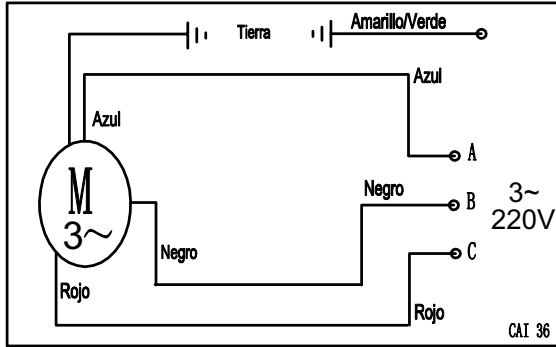 Tierra
Amarillo/Verde
Azul
Azul
A
M
3~
Negro
B
3~
220V
Negro
C
Rojo
Rojo
CAI 36